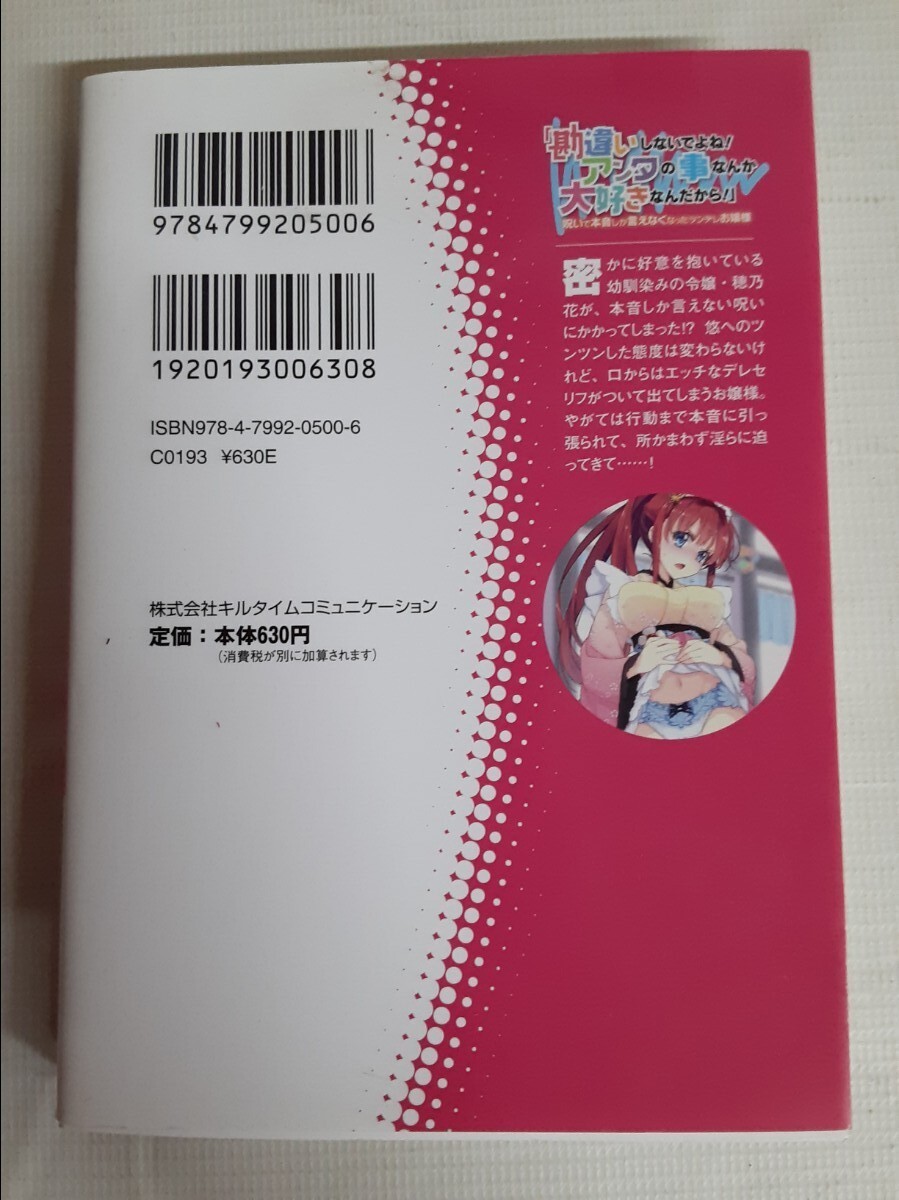 9784799205006
1920193006308
ISBN978-4-7992-0500-6
C0193 ¥630E
株式会社キルタイムコミュニケーション
定価：本体630円
（消費税が別に加算されます）
「勘違いしないでよね！
アンタの事なんか
大好きなんだから！」
呪いで本音しか言えなくなったツンデレお嬢様
密かに好意を抱いている
幼馴染みの令嬢・穂乃
花が、本音しか言えない呪い
にかかってしまった!? 悠へのツ
ンツンした態度は変わらないけ
れど、口からはエッチなデレセ
リフがついて出てしまうお嬢様。
やがては行動まで本音に引っ
張られて、所かまわず淫らに迫
ってきて……！